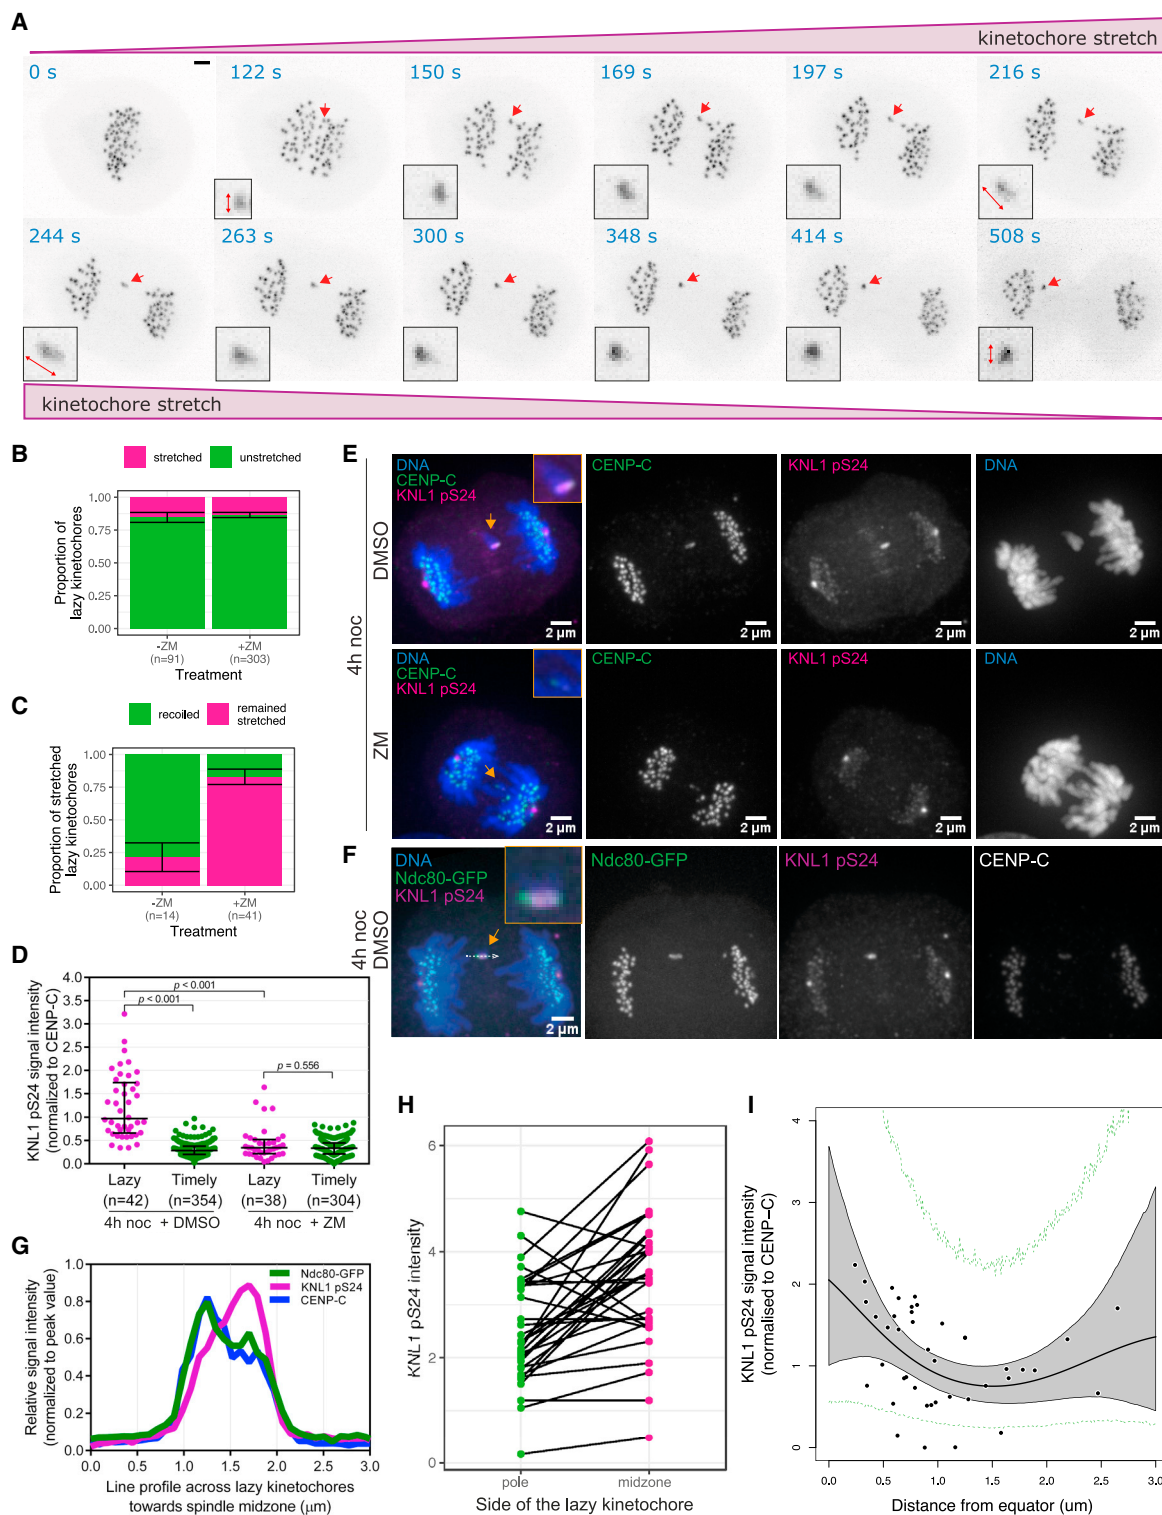 A
kinetochore stretch
0 s
122 s
150 s
169 s
197 s
216 s
244 s
263 s
300 s
348 s
414 s
508 s
kinetochore stretch
B
stretched
unstretched
Proportion of
lazy kinetochores
1.00
0.75
0.50
0.25
0.00
-ZM
(n=91)
+ZM
(n=303)
Treatment
C
recoiled
remained
stretched
Proportion of stretched
lazy kinetochores
1.00
0.75
0.50
0.25
0.00
-ZM
(n=14)
+ZM
(n=41)
Treatment
D
KNL1 pS24 signal intensity
(normalized to CENP-C)
4.0
3.5
3.0
2.5
2.0
1.5
1.0
0.5
0.0
p < 0.001
p < 0.001
p = 0.556
Lazy
(n=42)
Timely
(n=354)
Lazy
(n=38)
Timely
(n=304)
4h noc + DMSO
4h noc + ZM
E
4h noc
DMSO
DNA
CENP-C
KNL1 pS24
2 µm
CENP-C
2 µm
KNL1 pS24
2 µm
DNA
2 µm
ZM
DNA
CENP-C
KNL1 pS24
2 µm
CENP-C
2 µm
KNL1 pS24
2 µm
DNA
2 µm
F
4h noc
DMSO
DNA
Ndc80-GFP
KNL1 pS24
2 µm
Ndc80-GFP
KNL1 pS24
CENP-C
G
Relative signal intensity
(normalized to peak value)
1.0
0.8
0.6
0.4
0.2
0.0
Ndc80-GFP
KNL1 pS24
CENP-C
0.0 0.5 1.0 1.5 2.0 2.5 3.0
Line profile across lazy kinetochores
towards spindle midzone (µm)
H
KNL1 pS24 intensity
6
4
2
0
pole
midzone
Side of the lazy kinetochore
I
KNL1 pS24 signal intensity
(normalised to CENP−C)
4
3
2
1
0
0.0 0.5 1.0 1.5 2.0 2.5 3.0
Distance from equator (um)